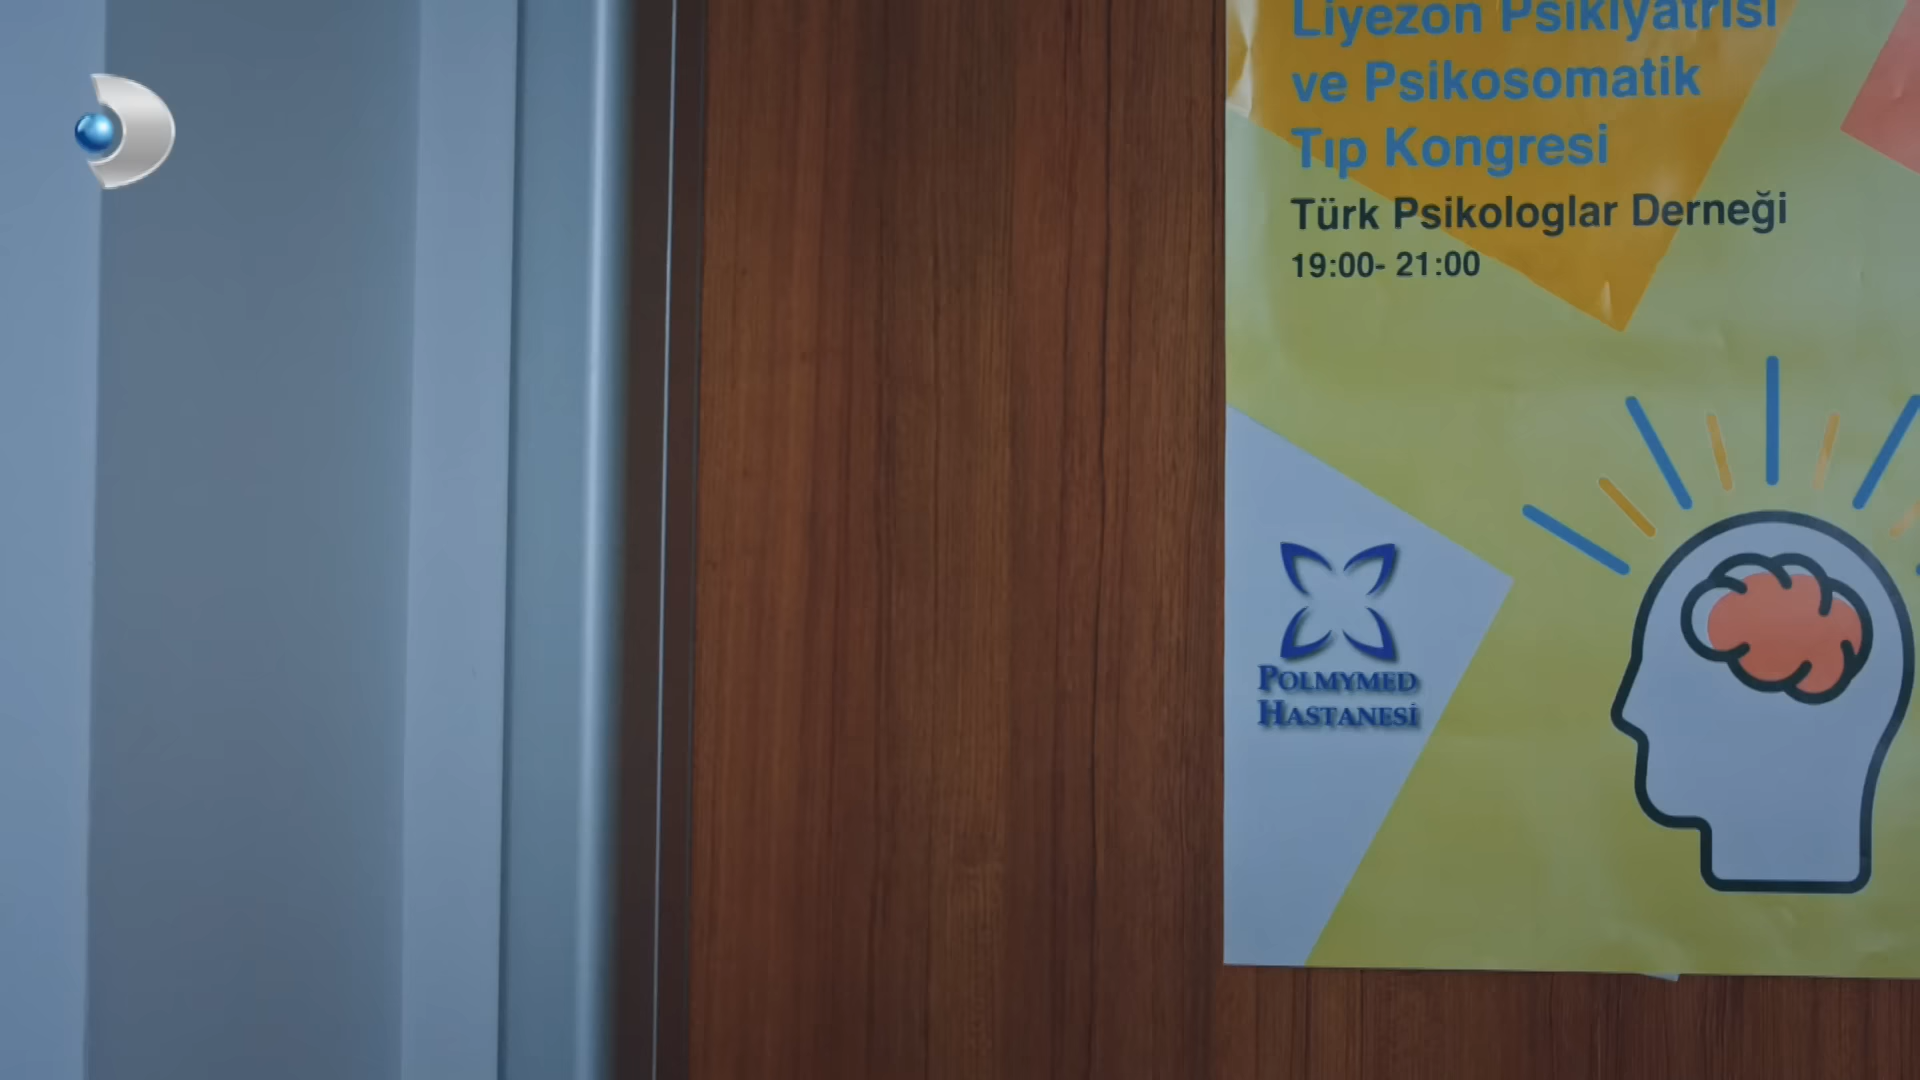 Liyezon Psikiyatrisi
ve Psikosomatik
Tıp Kongresi
Türk Psikologlar Derneği
19:00- 21:00
POLMYMED
HASTANESİ